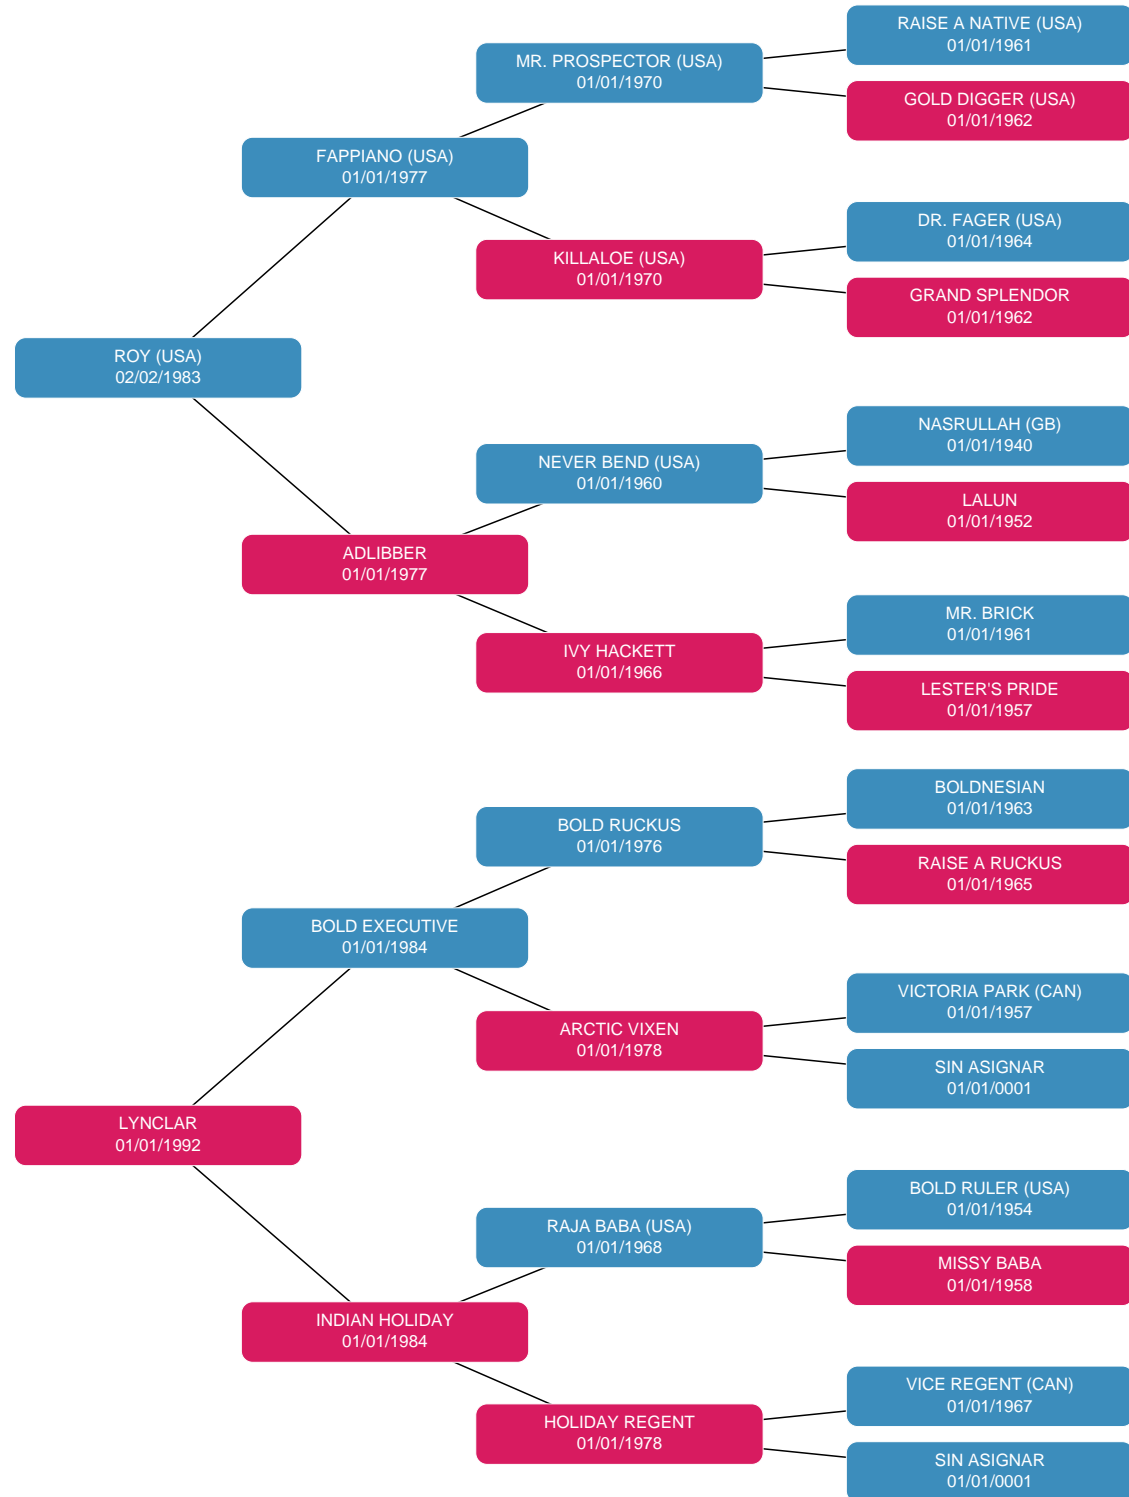 RAISE A NATIVE (USA)
01/01/1961
MR. PROSPECTOR (USA)
01/01/1970
GOLD DIGGER (USA)
01/01/1962
FAPPIANO (USA)
01/01/1977
DR. FAGER (USA)
01/01/1964
KILLALOE (USA)
01/01/1970
GRAND SPLENDOR
01/01/1962
ROY (USA)
02/02/1983
NASRULLAH (GB)
01/01/1940
NEVER BEND (USA)
01/01/1960
LALUN
01/01/1952
ADLIBBER
01/01/1977
MR. BRICK
01/01/1961
IVY HACKETT
01/01/1966
LESTER'S PRIDE
01/01/1957
BOLDNESIAN
01/01/1963
BOLD RUCKUS
01/01/1976
RAISE A RUCKUS
01/01/1965
BOLD EXECUTIVE
01/01/1984
VICTORIA PARK (CAN)
01/01/1957
ARCTIC VIXEN
01/01/1978
SIN ASIGNAR
01/01/0001
LYNCLAR
01/01/1992
BOLD RULER (USA)
01/01/1954
RAJA BABA (USA)
01/01/1968
MISSY BABA
01/01/1958
INDIAN HOLIDAY
01/01/1984
VICE REGENT (CAN)
01/01/1967
HOLIDAY REGENT
01/01/1978
SIN ASIGNAR
01/01/0001